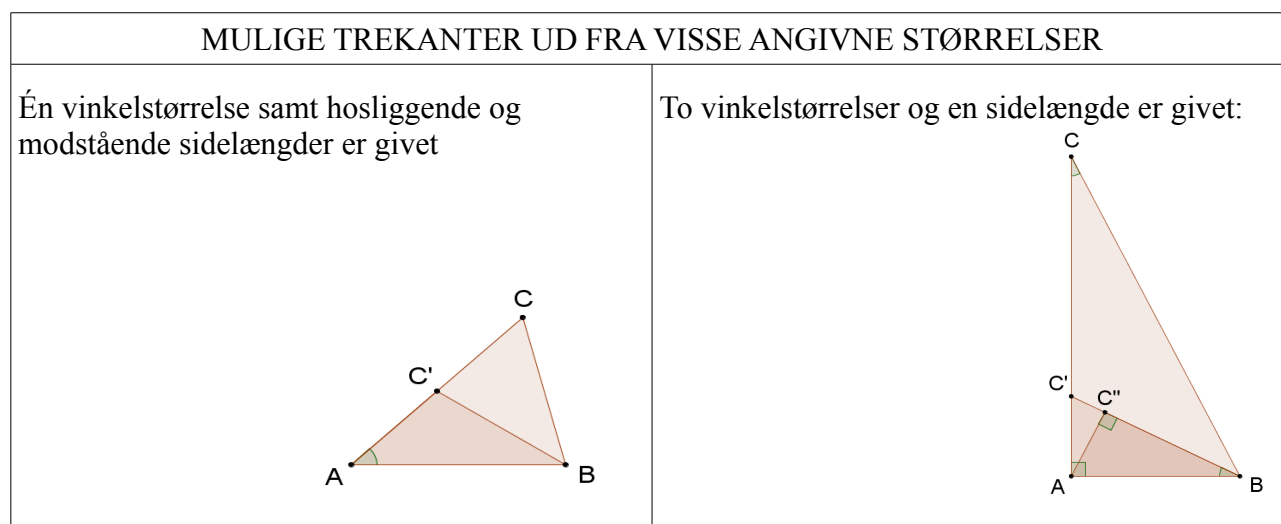 MULIGE TREKANTER UD FRA VISSE ANGIVNE STØRRELSER
Én vinkelstørrelse samt hosliggende og
modstående sidelængder er givet
C
C'
A
B
To vinkelstørrelser og en sidelængde er givet:
C
C'
C"
A
B